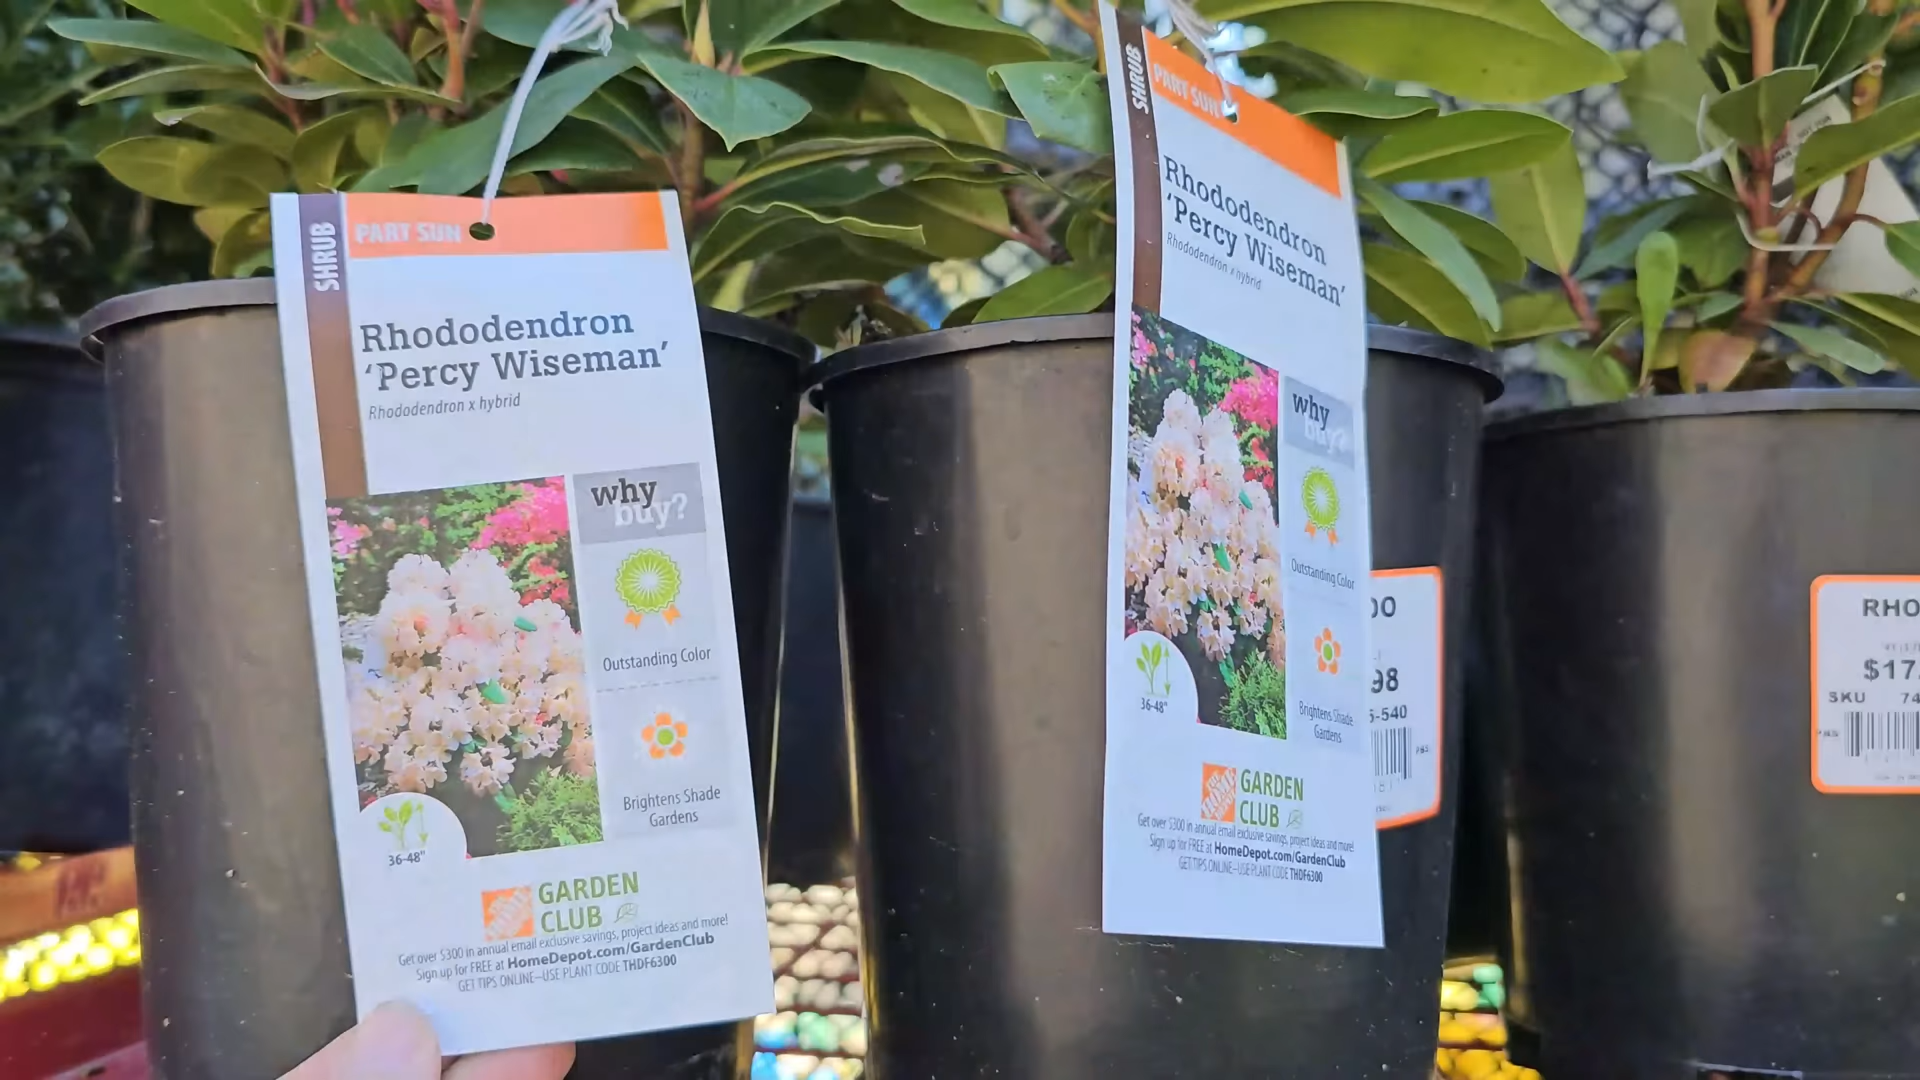 SHRUB
PART SUN
Rhododendron
'Percy Wiseman'
Rhododendron x hybrid
why
buy?
Outstanding Color
Brightens Shade
Gardens
36-48"
GARDEN
CLUB
Get over $300 in annual email exclusive savings, project ideas and more!
Sign up for FREE at HomeDepot.com/GardenClub
GET TIPS ONLINE–USE PLANT CODE THDF6300
SHRUB
PART SUN
Rhododendron
'Percy Wiseman'
Rhododendron x hybrid
why
buy?
Outstanding Color
Brightens Shade
Gardens
36-48"
GARDEN
CLUB
Get over $300 in annual email exclusive savings, project ideas and more!
Sign up for FREE at HomeDepot.com/GardenClub
GET TIPS ONLINE–USE PLANT CODE THDF6300
98
-540
RHO
$17.
SKU 74